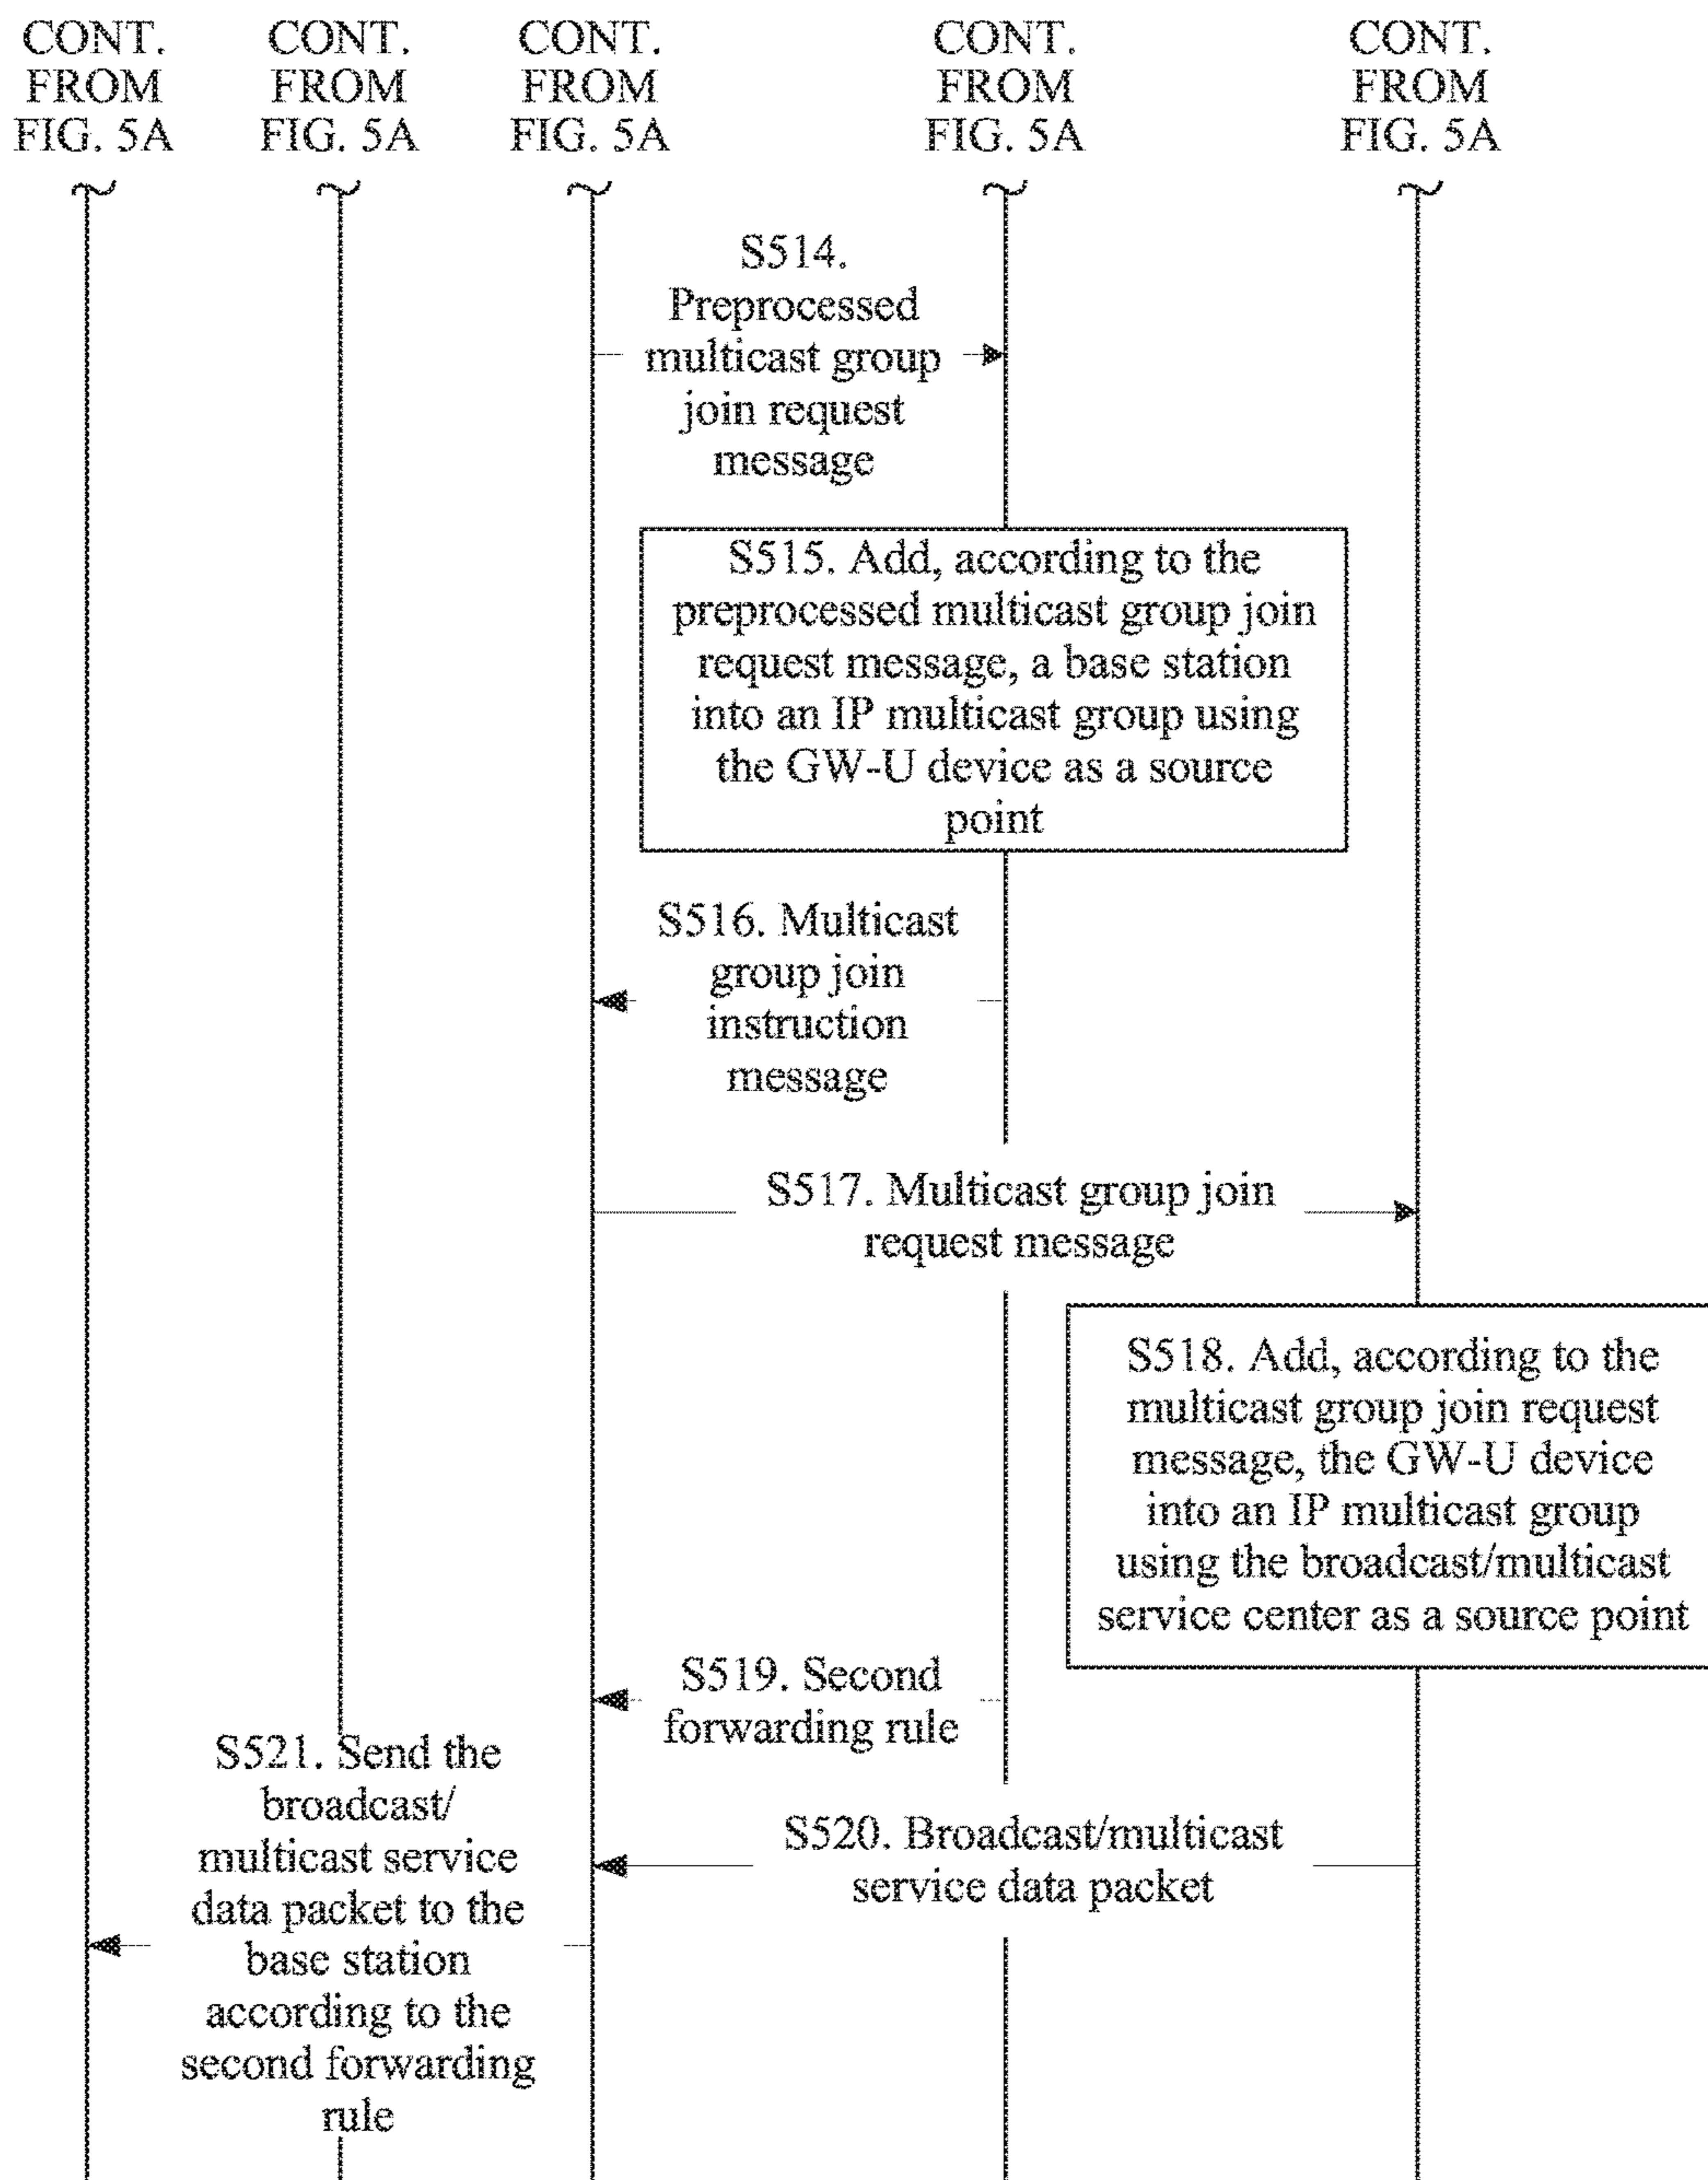 CONT.
FROM
FIG. 5A
CONT.
FROM
FIG. 5A
CONT.
FROM
FIG. 5A
CONT.
FROM
FIG. 5A
CONT.
FROM
FIG. 5A
S514.
Preprocessed
multicast group
join request
message
S515. Add, according to the
preprocessed multicast group join
request message, a base station
into an IP multicast group using
the GW-U device as a source
point
S516. Multicast
group join
instruction
message
S517. Multicast group join
request message
S518. Add, according to the
multicast group join request
message, the GW-U device
into an IP multicast group
using the broadcast/multicast
service center as a source point
S519. Second
forwarding rule
S520. Broadcast/multicast
service data packet
S521. Send the
broadcast/
multicast service
data packet to the
base station
according to the
second forwarding
rule